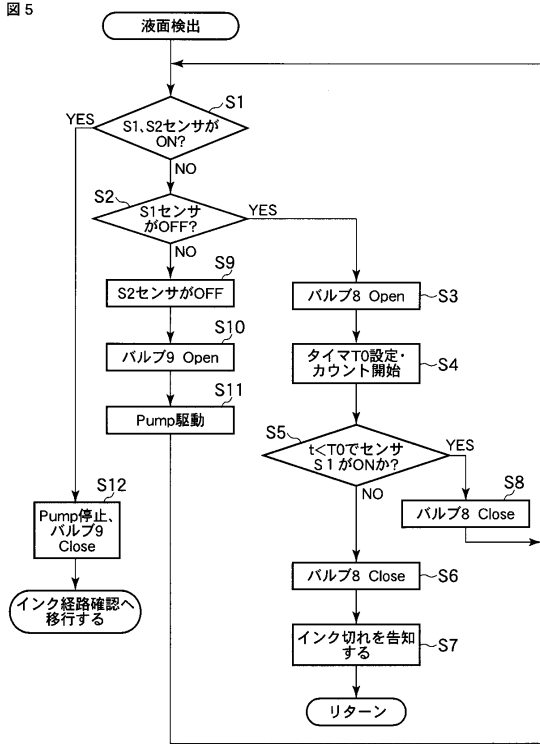 図5
液面検出
S1
S1、S2センサが
ON?
YES
NO
S2
S1センサ
がOFF?
YES
NO
S9
S2センサがOFF
S10
バルブ9 Open
S11
Pump駆動
バルブ8 Open
S3
タイマT0設定・
カウント開始
S4
S5
t<T0でセンサ
S1がONか?
YES
NO
S8
バルブ8 Close
バルブ8 Close
S6
インク切れを告知
する
S7
リターン
S12
Pump停止、
バルブ9
Close
インク経路確認へ
移行する